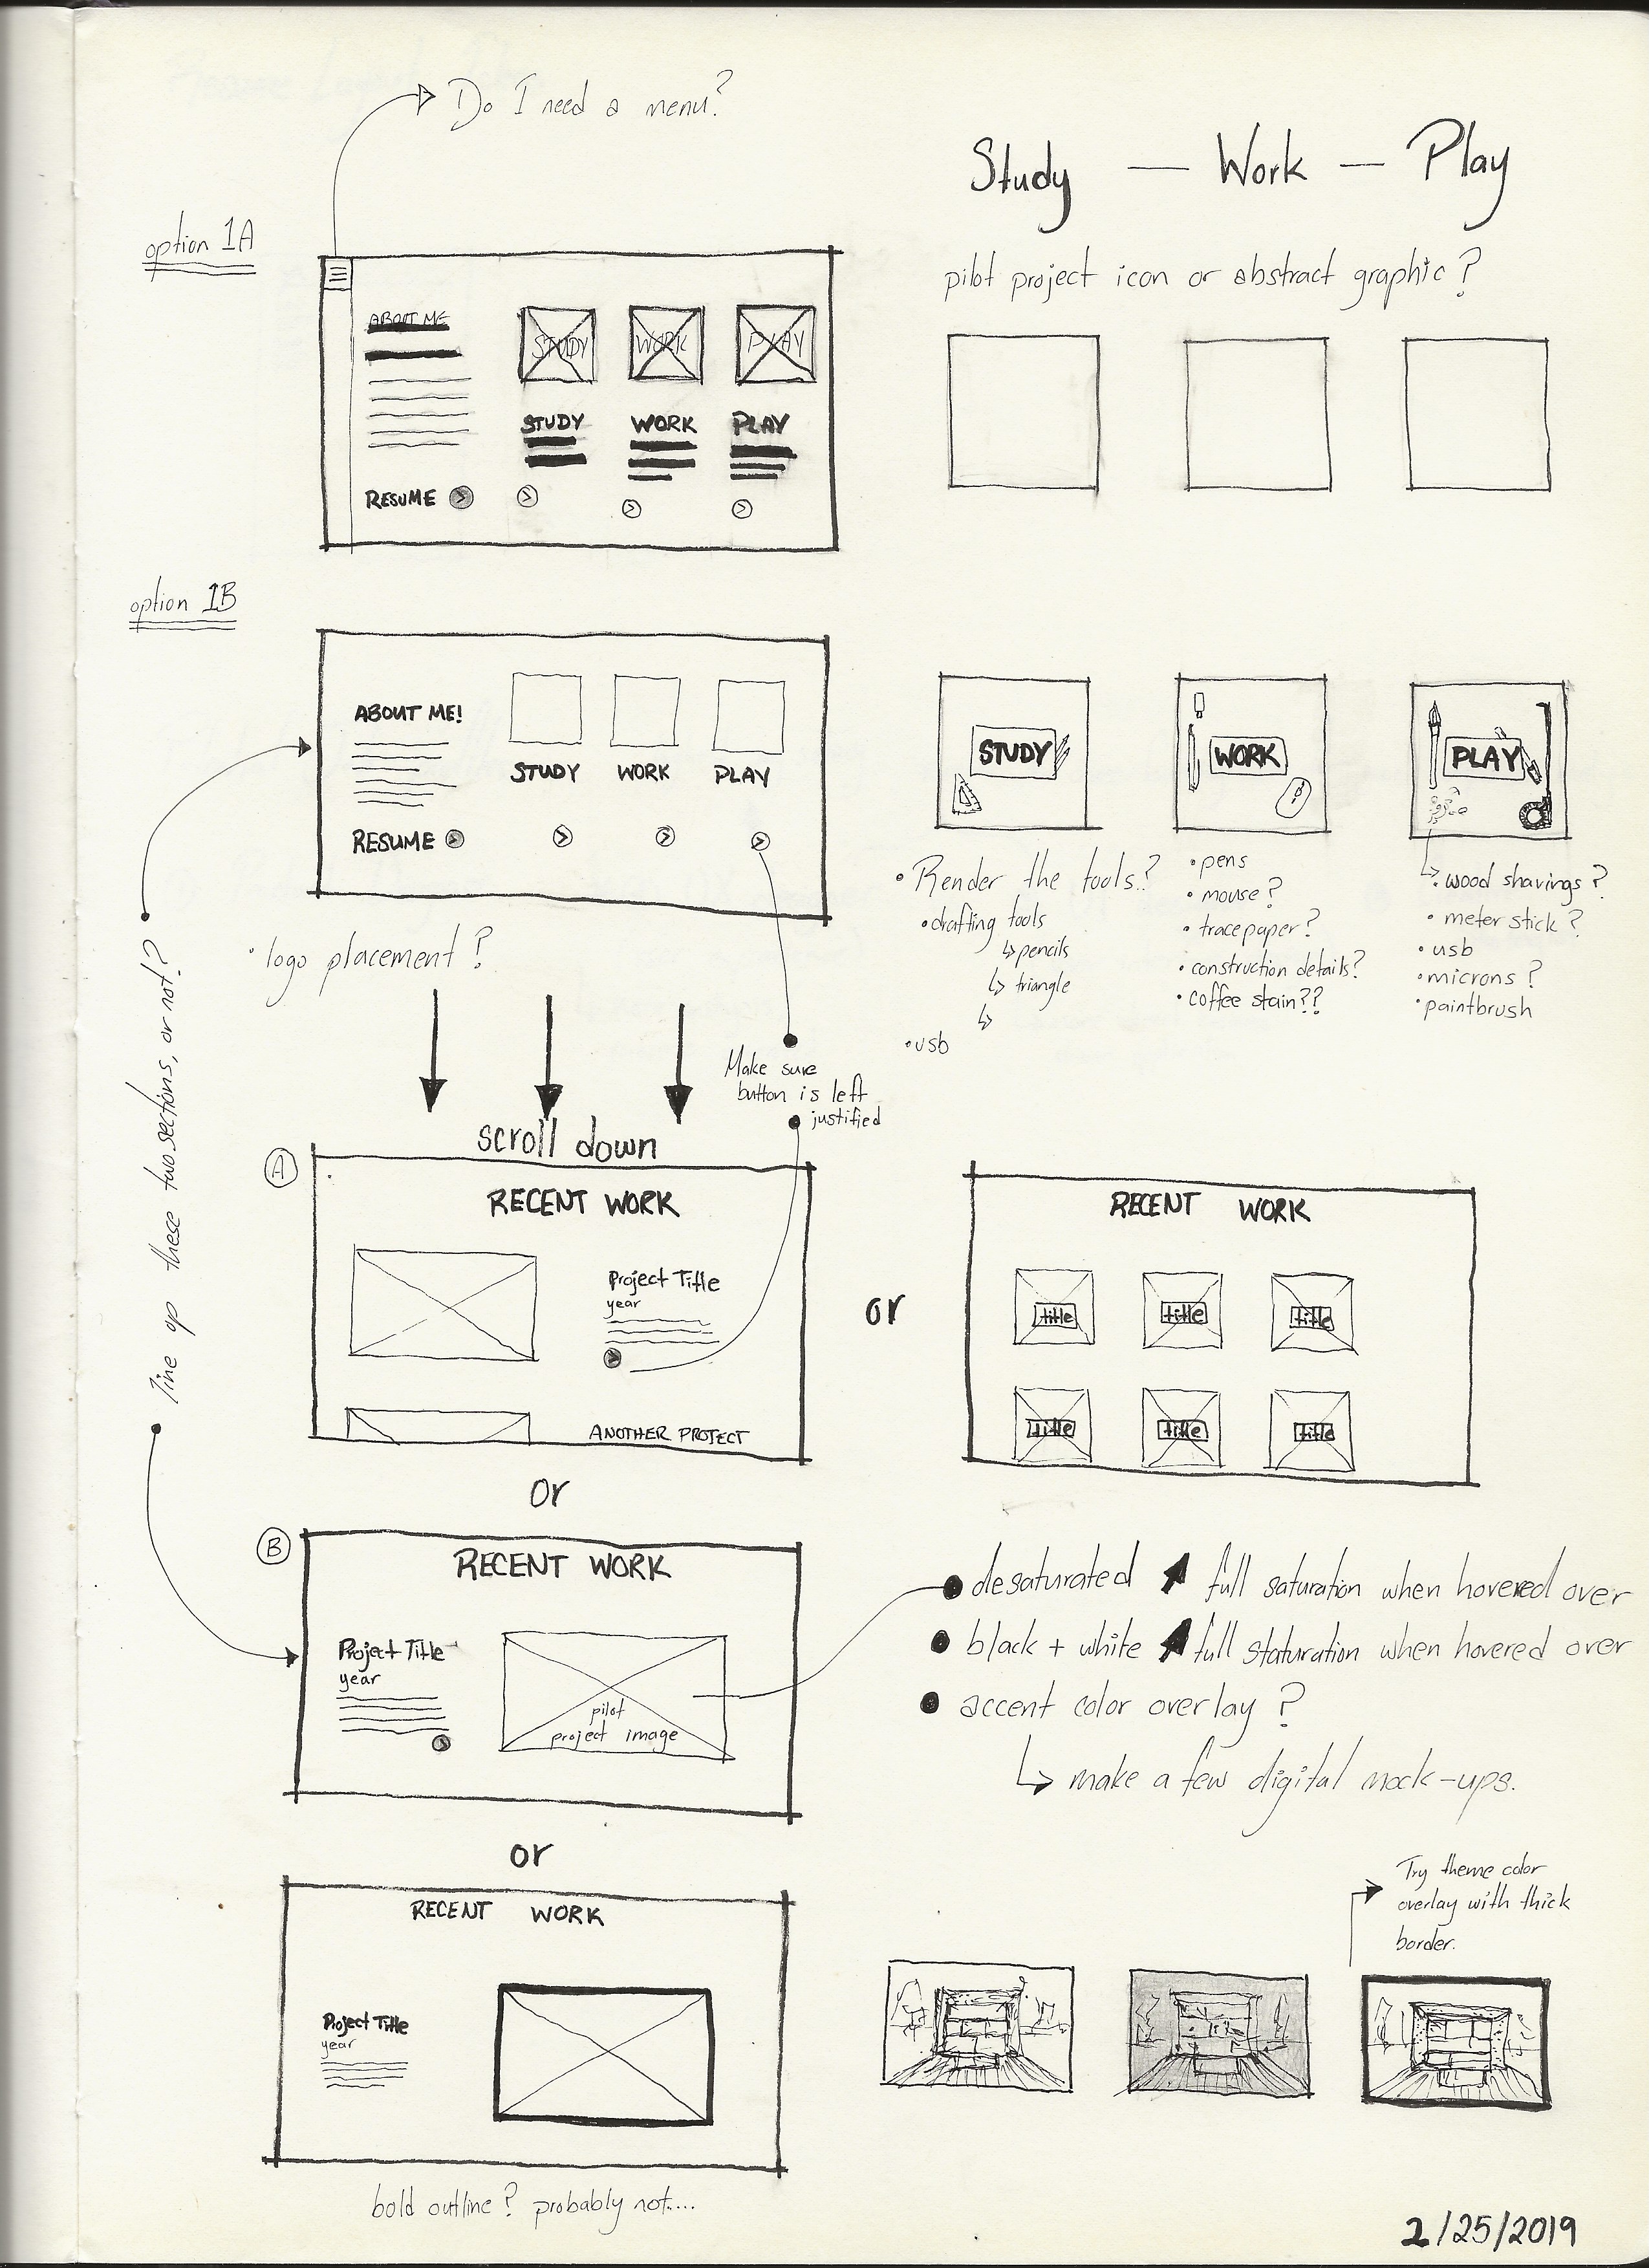 Do I need a menu?
Study — Work — Play
option 1A
pilot project icon or abstract graphic?
ABOUT ME
STUDY WORK PLAY
STUDY WORK PLAY
RESUME
option 1B
ABOUT ME!
STUDY WORK PLAY
RESUME
STUDY
WORK
PLAY
• Render the tools?
• drafting tools
↳ pencils
↳ triangle
↳
• usb
• pens
• mouse?
• tracepaper?
• construction details?
• coffee stain??
↳ • wood shavings?
• meter stick?
• usb
• microns?
• paintbrush
• logo placement?
line up these two sections, or not?
Make sure
button is left
justified
scroll down
A
RECENT WORK
Project Title
year
ANOTHER PROJECT
or
RECENT WORK
title title title
title title title
or
B
RECENT WORK
Project Title
year
pilot
project image
• desaturated full saturation when hovered over
• black + white full staturation when hovered over
• accent color overlay?
↳ make a few digital mock-ups.
or
RECENT WORK
Project Title
year
bold outline? probably not....
Try theme color
overlay with thick
border.
2/25/2019